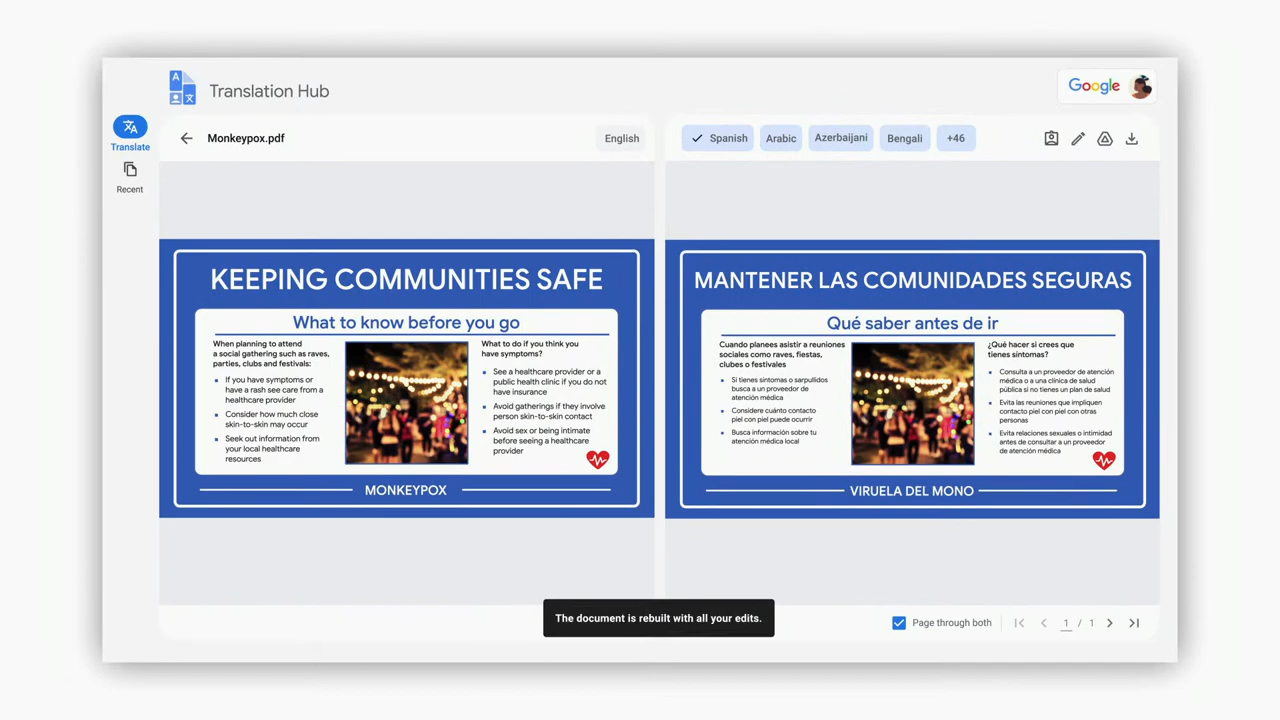 Translation Hub
Google
Translate
Recent
Monkeypox.pdf
English
Spanish
Arabic
Azerbaijani
Bengali
+46
KEEPING COMMUNITIES SAFE
What to know before you go
When planning to attend
a social gathering such as raves,
parties, clubs and festivals:
If you have symptoms or
have a rash see care from a
healthcare provider
Consider how much close
skin-to-skin may occur
Seek out information from
your local healthcare
resources
What to do if you think you
have symptoms?
See a healthcare provider or a
public health clinic if you do not
have insurance
Avoid gatherings if they involve
person skin-to-skin contact
Avoid sex or being intimate
before seeing a healthcare
provider
MONKEYPOX
MANTENER LAS COMUNIDADES SEGURAS
Qué saber antes de ir
Cuando planees asistir a reuniones
sociales como raves, fiestas,
clubes o festivales
Si tienes sintomas o sarpullidos
busca a un proveedor de
atención médica
Considere cuánto contacto
piel con piel puede ocurrir
Busca información sobre tu
atención médica local
¿Qué hacer si crees que
tienes síntomas?
Consulta a un proveedor de atención
médica o a una clínica de salud
pública si no tienes un plan de salud
Evita las reuniones que impliquen
contacto piel con piel con otras
personas
Evita relaciones sexuales o intimidad
antes de consultar a un proveedor
de atención médica
VIRUELA DEL MONO
The document is rebuilt with all your edits.
Page through both
1 / 1